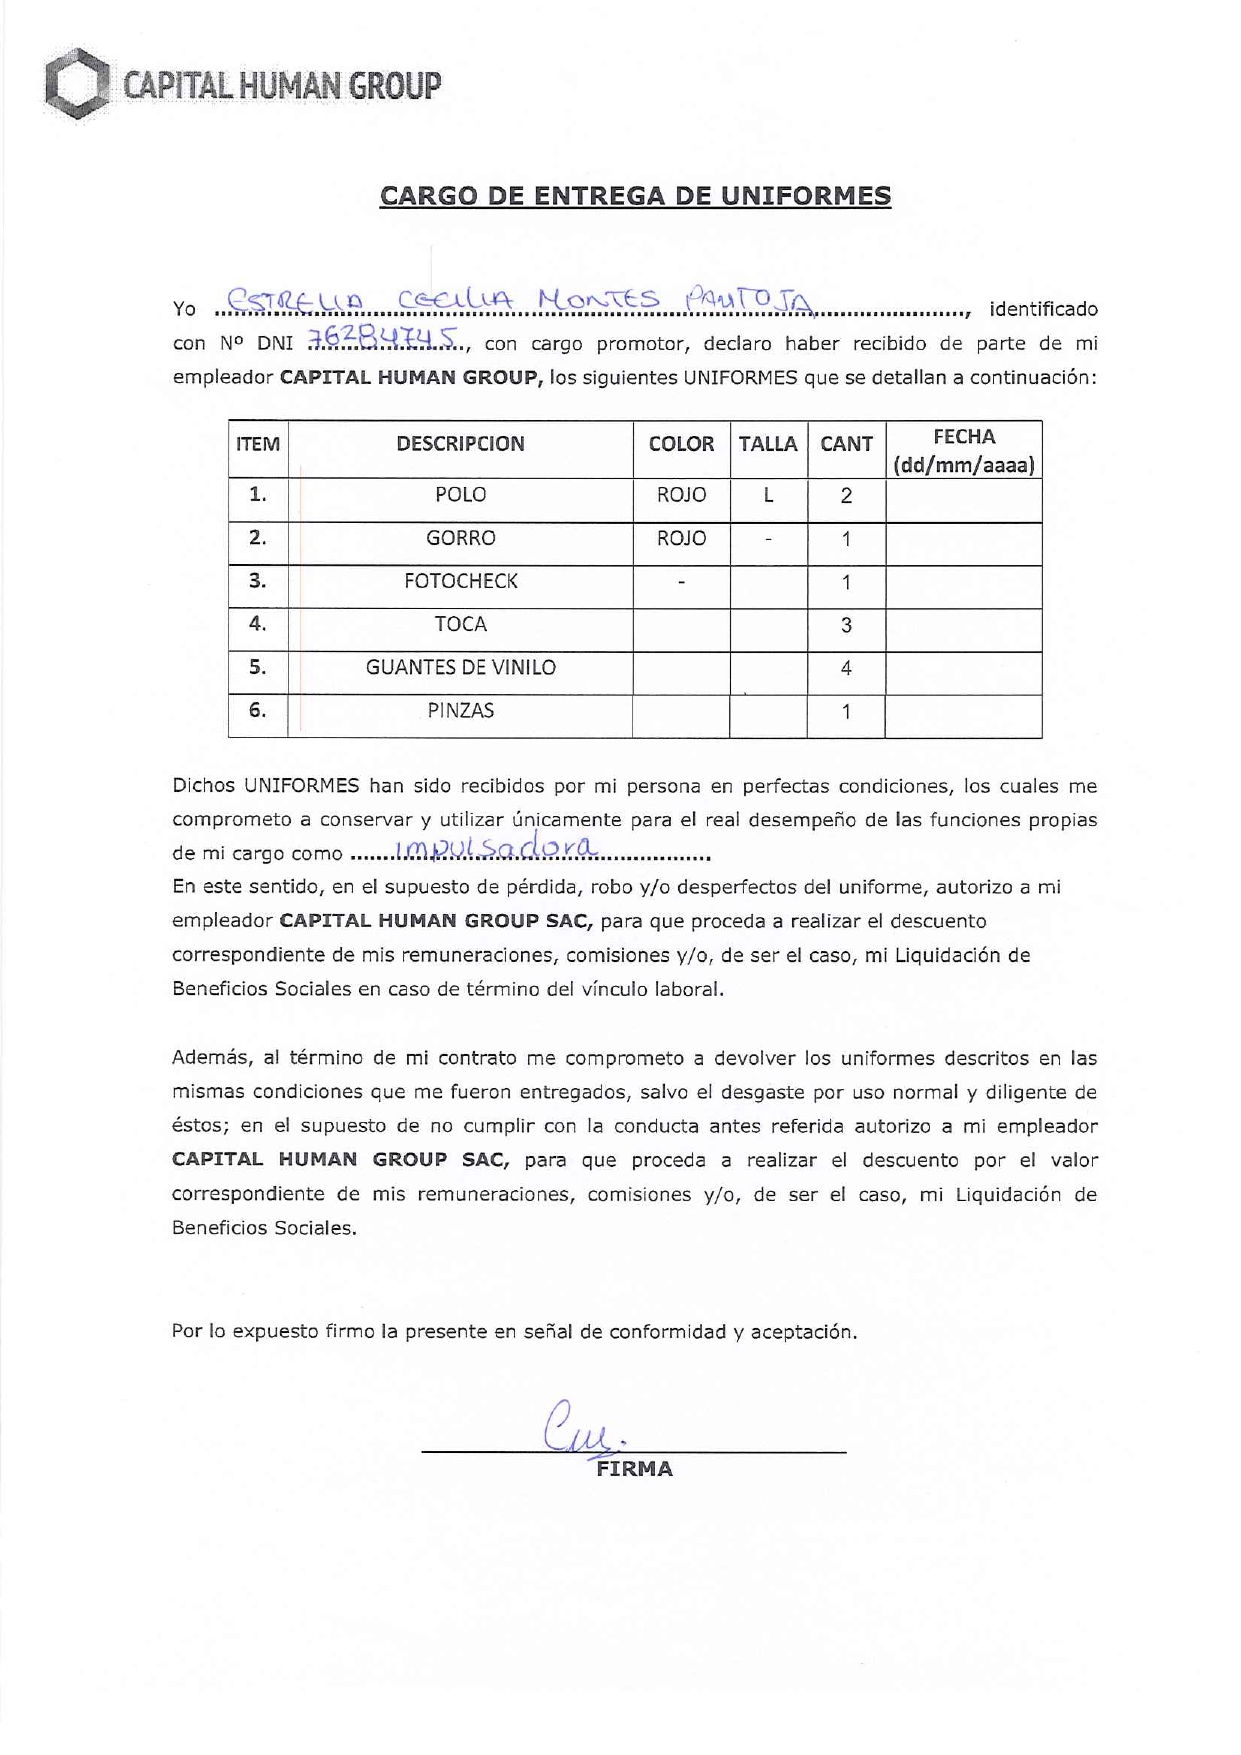 CAPITAL HUMAN GROUP
CARGO DE ENTREGA DE UNIFORMES
Yo ESTRELLA CECILIA MONTES PANTOJA, identificado
con Nº DNI 76284745, con cargo promotor, declaro haber recibido de parte de mi
empleador CAPITAL HUMAN GROUP, los siguientes UNIFORMES que se detallan a continuación:
ITEM DESCRIPCION COLOR TALLA CANT FECHA (dd/mm/aaaa)
1. POLO ROJO L 2
2. GORRO ROJO - 1
3. FOTOCHECK - 1
4. TOCA 3
5. GUANTES DE VINILO 4
6. PINZAS 1
Dichos UNIFORMES han sido recibidos por mi persona en perfectas condiciones, los cuales me
comprometo a conservar y utilizar únicamente para el real desempeño de las funciones propias
de mi cargo como impulsadora
En este sentido, en el supuesto de pérdida, robo y/o desperfectos del uniforme, autorizo a mi
empleador CAPITAL HUMAN GROUP SAC, para que proceda a realizar el descuento
correspondiente de mis remuneraciones, comisiones y/o, de ser el caso, mi Liquidación de
Beneficios Sociales en caso de término del vínculo laboral.
Además, al término de mi contrato me comprometo a devolver los uniformes descritos en las
mismas condiciones que me fueron entregados, salvo el desgaste por uso normal y diligente de
éstos; en el supuesto de no cumplir con la conducta antes referida autorizo a mi empleador
CAPITAL HUMAN GROUP SAC, para que proceda a realizar el descuento por el valor
correspondiente de mis remuneraciones, comisiones y/o, de ser el caso, mi Liquidación de
Beneficios Sociales.
Por lo expuesto firmo la presente en señal de conformidad y aceptación.
FIRMA